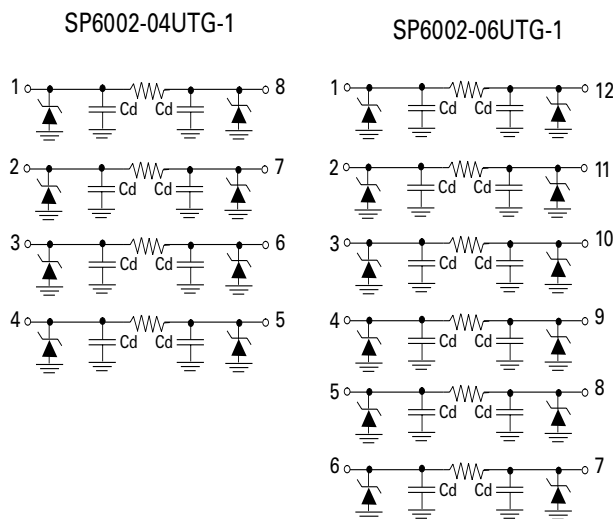 SP6002-04UTG-1
1 Cd Cd 8
2 Cd Cd 7
3 Cd Cd 6
4 Cd Cd 5
SP6002-06UTG-1
1 Cd Cd 12
2 Cd Cd 11
3 Cd Cd 10
4 Cd Cd 9
5 Cd Cd 8
6 Cd Cd 7